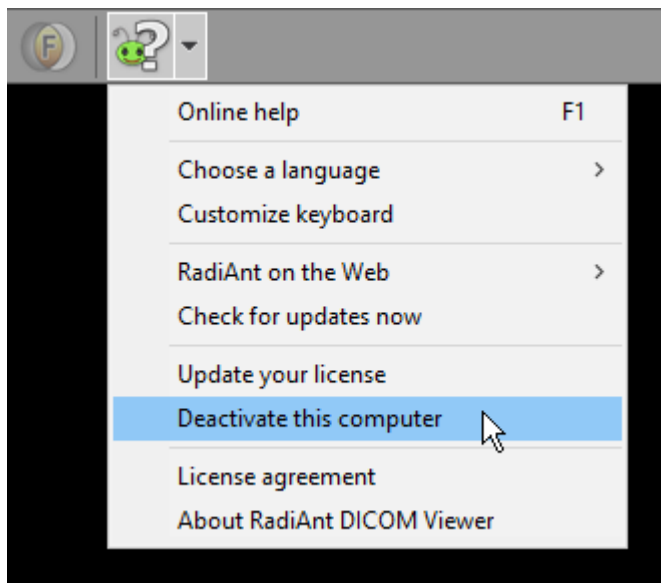 F
?
Online help F1
Choose a language >
Customize keyboard
RadiAnt on the Web >
Check for updates now
Update your license
Deactivate this computer
License agreement
About RadiAnt DICOM Viewer